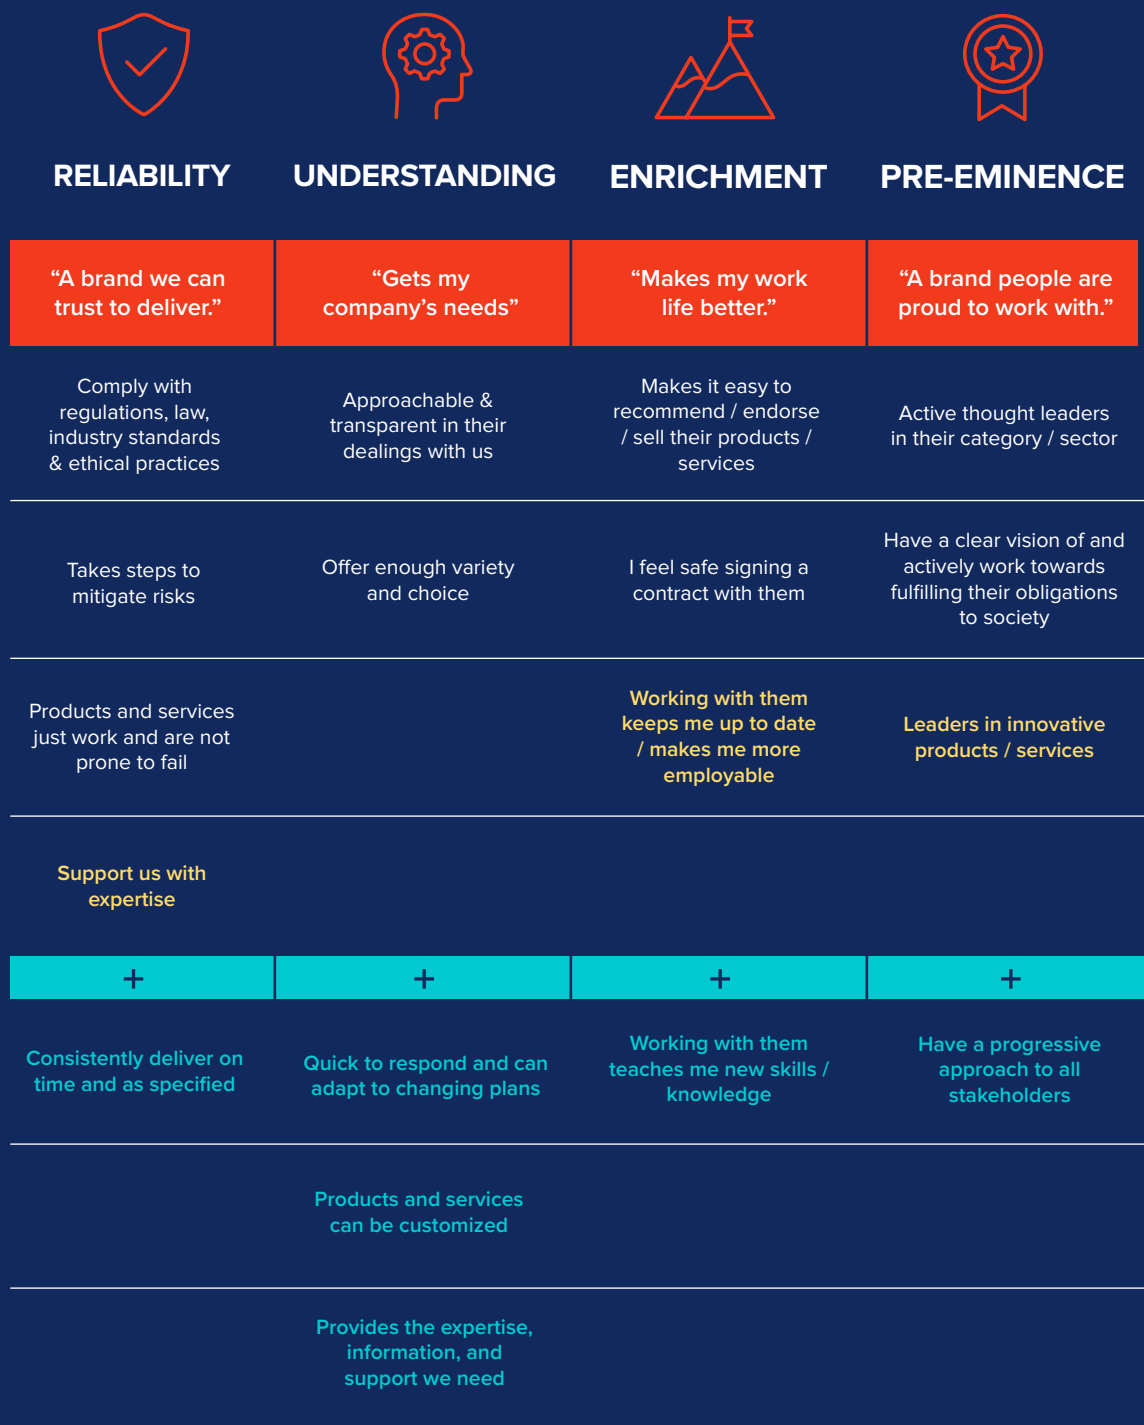 RELIABILITY
UNDERSTANDING
ENRICHMENT
PRE-EMINENCE
“A brand we can
trust to deliver.”
“Gets my
company’s needs”
“Makes my work
life better.”
“A brand people are
proud to work with.”
Comply with
regulations, law,
industry standards
& ethical practices
Approachable &
transparent in their
dealings with us
Makes it easy to
recommend / endorse
/ sell their products /
services
Active thought leaders
in their category / sector
Takes steps to
mitigate risks
Offer enough variety
and choice
I feel safe signing a
contract with them
Have a clear vision of and
actively work towards
fulfilling their obligations
to society
Products and services
just work and are not
prone to fail
Working with them
keeps me up to date
/ makes me more
employable
Leaders in innovative
products / services
Support us with
expertise
+
+
+
+
Consistently deliver on
time and as specified
Quick to respond and can
adapt to changing plans
Working with them
teaches me new skills /
knowledge
Have a progressive
approach to all
stakeholders
Products and services
can be customized
Provides the expertise,
information, and
support we need